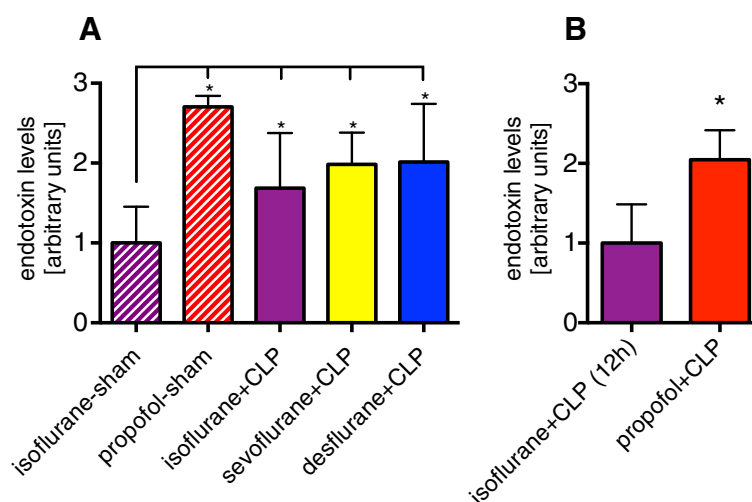 A
B
endotoxin levels
[arbitrary units]
3
2
1
0
*
*
*
*
isoflurane-sham
propofol-sham
isoflurane+CLP
sevoflurane+CLP
desflurane+CLP
endotoxin levels
[arbitrary units]
3
2
1
0
*
isoflurane+CLP (12h)
propofol+CLP